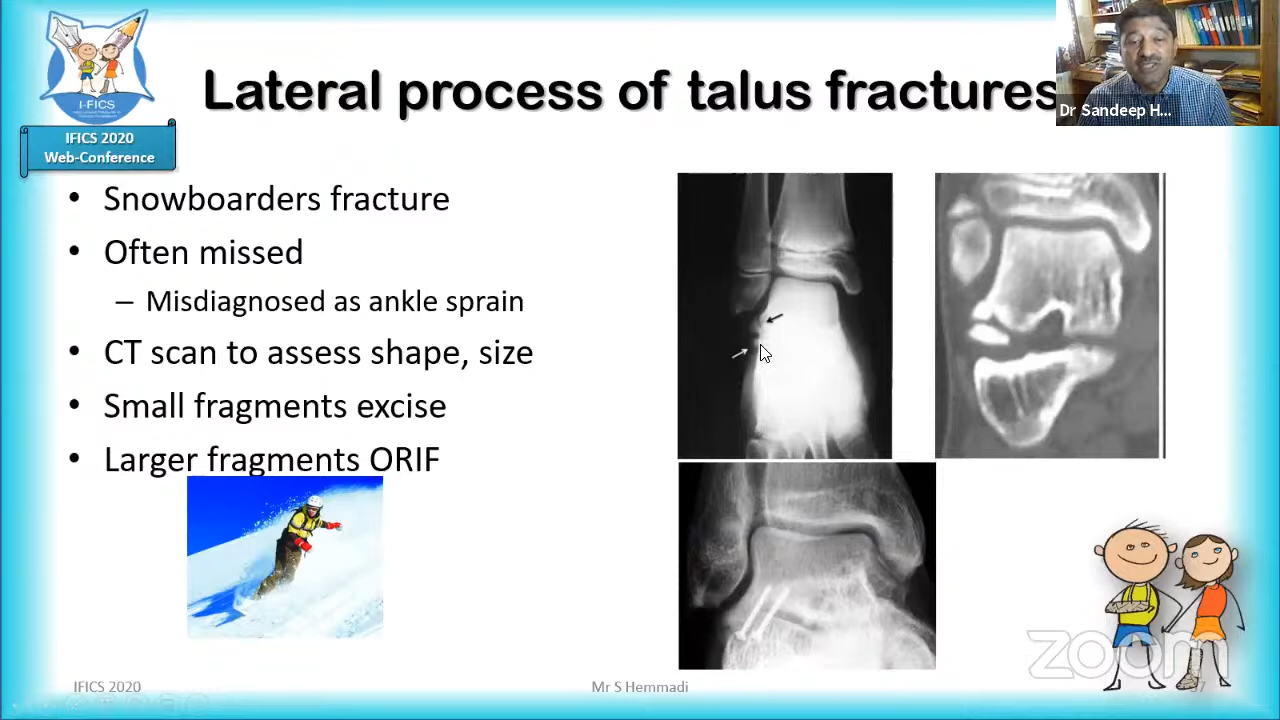 I-FICS
IFICS 2020
Web-Conference
Lateral process of talus fractures
Dr Sandeep H...
• Snowboarders fracture
• Often missed
– Misdiagnosed as ankle sprain
• CT scan to assess shape, size
• Small fragments excise
• Larger fragments ORIF
zoom
IFICS 2020
Mr S Hemmadi